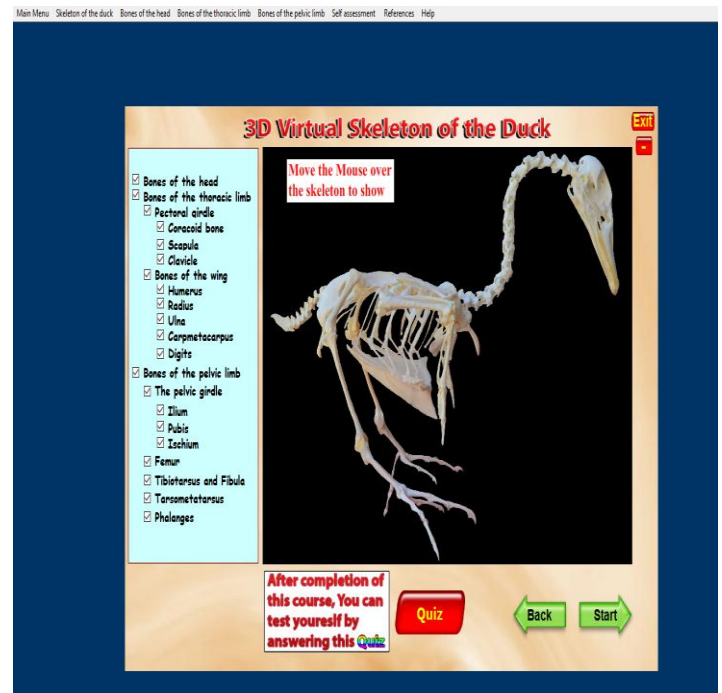 Main Menu Skeleton of the duck Bones of the head Bones of the thoracic limb Bones of the pelvic limb Self assessment References Help
3D Virtual Skeleton of the Duck
Exit
-
Move the Mouse over
the skeleton to show
Bones of the head
Bones of the thoracic limb
Pectoral girdle
Coracoid bone
Scapula
Clavicle
Bones of the wing
Humerus
Radius
Ulna
Carpmetacarpus
Digits
Bones of the pelvic limb
The pelvic girdle
Ilium
Pubis
Ischium
Femur
Tibiotarsus and Fibula
Tarsometatarsus
Phalanges
After completion of
this course, You can
test youreslf by
answering this Quiz
Quiz
Back
Start